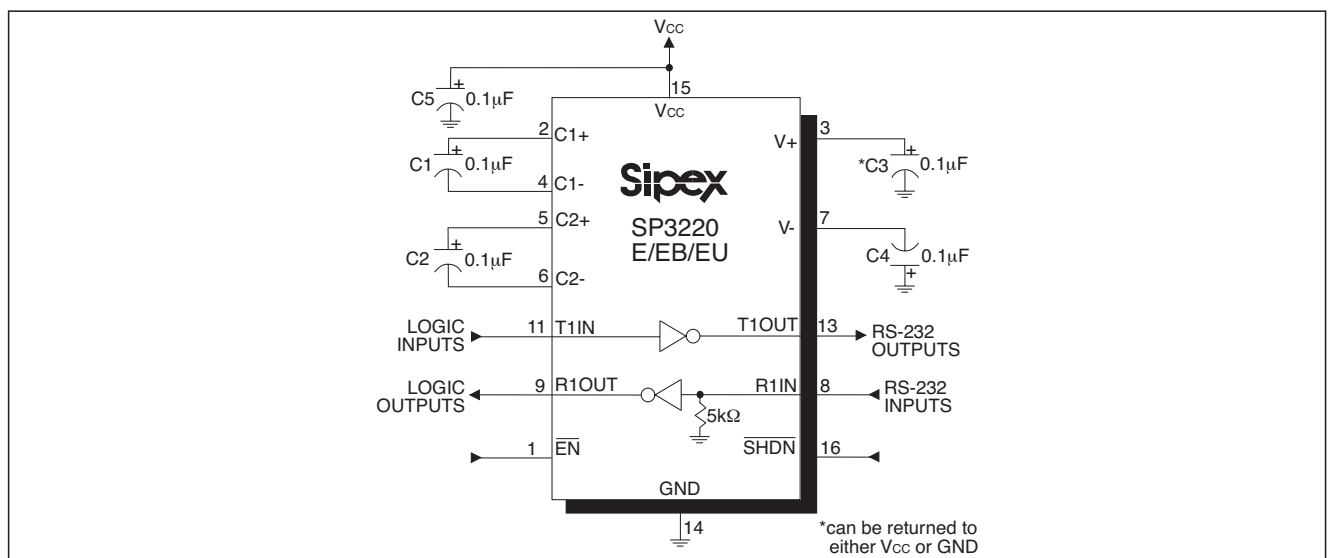 VCC
+
C5
0.1µF
15
VCC
2
C1+
V+
3
+
C1
0.1µF
*C3
+
0.1µF
4
C1-
Sipex
5
C2+
SP3220
V-
7
E/EB/EU
+
C2
0.1µF
C4
0.1µF
+
6
C2-
LOGIC
INPUTS
11
T1IN
T1OUT
13
RS-232
OUTPUTS
LOGIC
OUTPUTS
9
R1OUT
R1IN
8
RS-232
INPUTS
5kΩ
1
EN
SHDN
16
GND
14
*can be returned to
either VCC or GND